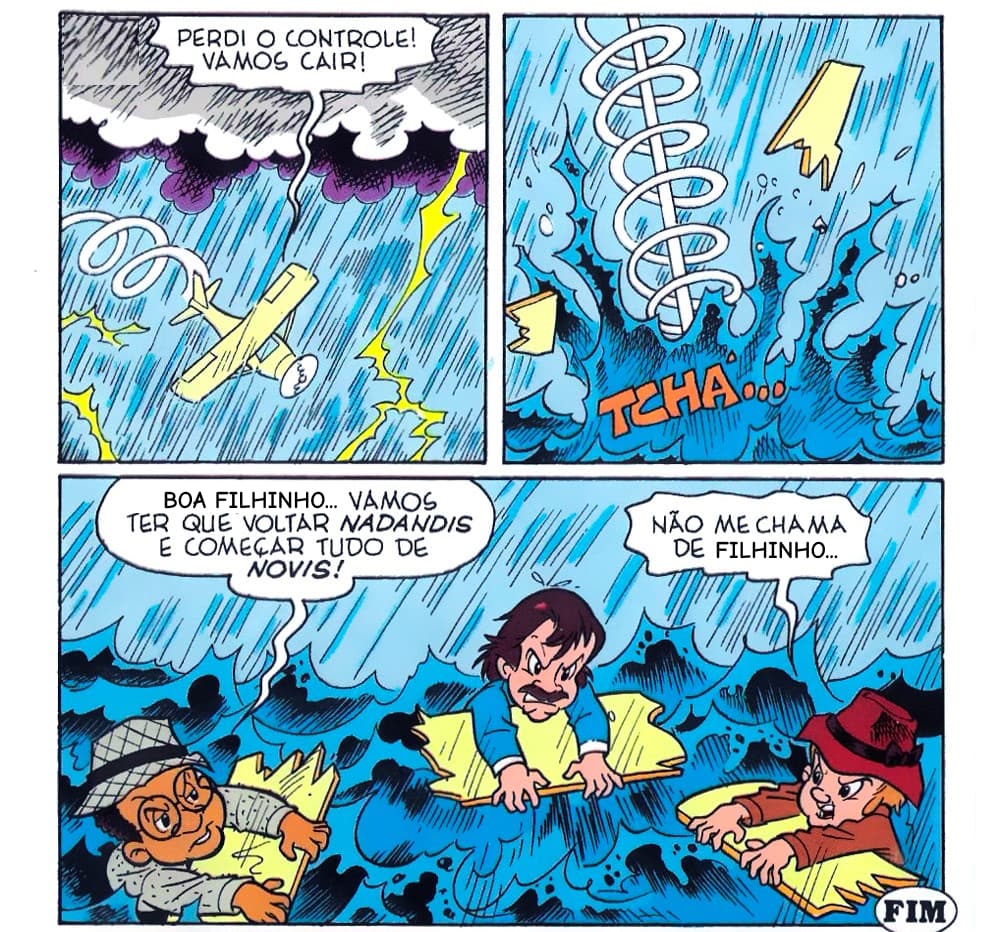 PERDI O CONTROLE!
VAMOS CAIR!
TCHÁ...
BOA FILHINHO... VAMOS
TER QUE VOLTAR NADANDIS
E COMEÇAR TUDO DE
NOVIS!
NÃO ME CHAMA
DE FILHINHO...
FIM